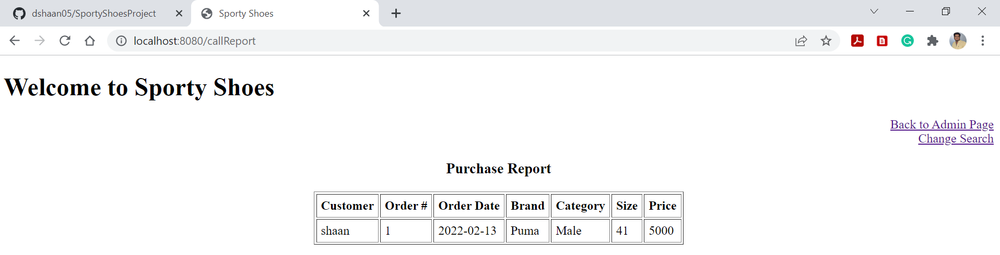 dshaan05/SportyShoesProject
Sporty Shoes
localhost:8080/callReport
Welcome to Sporty Shoes
Back to Admin Page
Change Search
Purchase Report
Customer Order # Order Date Brand Category Size Price
shaan 1 2022-02-13 Puma Male 41 5000